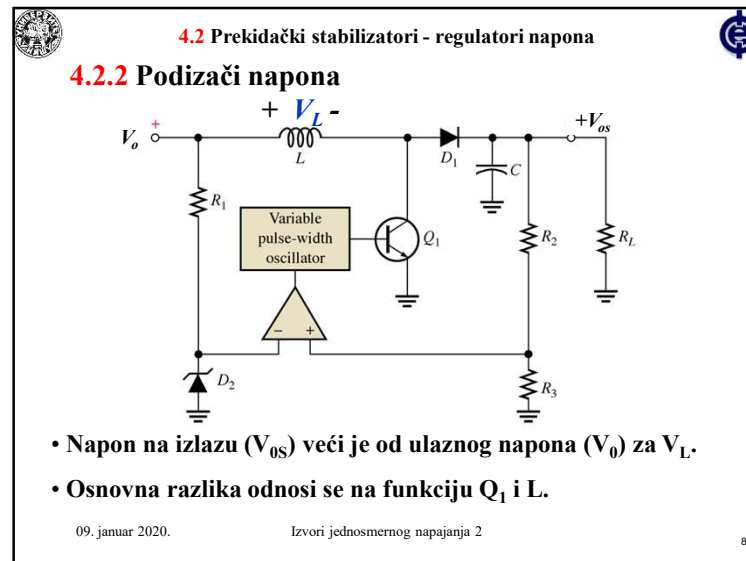 4.2 Prekidački stabilizatori - regulatori napona
4.2.2 Podizači napona
+ V_L -
+
V_o
L
D_1
C
+V_os
R_1
Variable
pulse-width
oscillator
Q_1
R_2
R_L
- +
D_2
R_3
• Napon na izlazu (V_0S) veći je od ulaznog napona (V_0) za V_L.
• Osnovna razlika odnosi se na funkciju Q_1 i L.
09. januar 2020.
Izvori jednosmernog napajanja 2
8